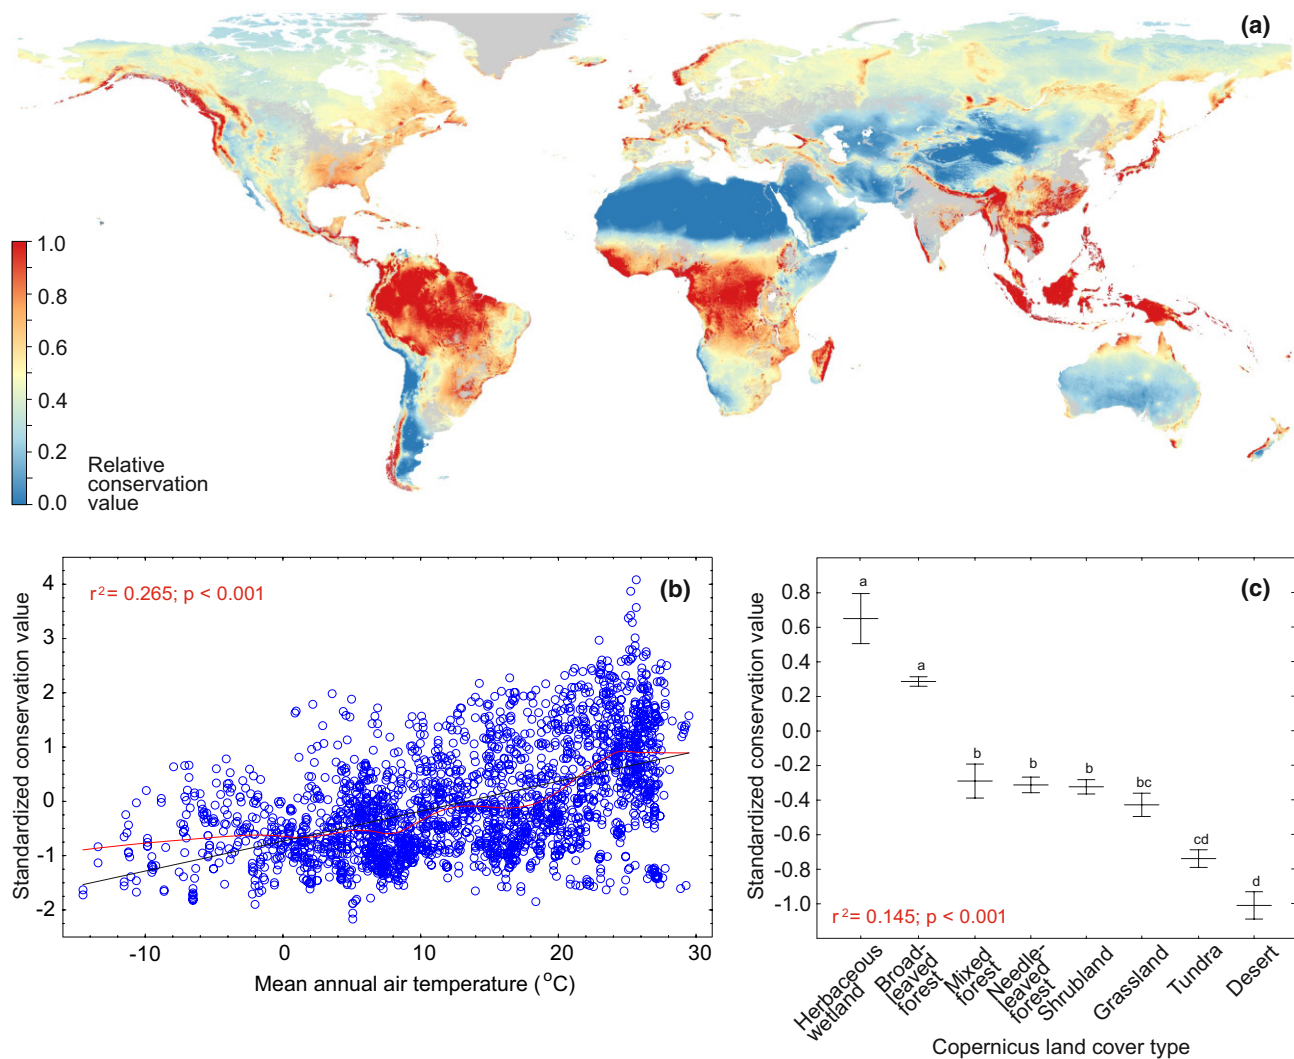 (a)
1.0
0.8
0.6
0.4
0.2
0.0
Relative
conservation
value
(b)
r²= 0.265; p < 0.001
4
3
2
1
0
-1
-2
Standardized conservation value
-10
0
10
20
30
Mean annual air temperature (°C)
(c)
0.8
0.6
0.4
0.2
0.0
-0.2
-0.4
-0.6
-0.8
-1.0
Standardized conservation value
a
a
b
b
b
bc
cd
d
r²= 0.145; p < 0.001
Herbaceous
wetland
Broad-
leaved
forest
Mixed
forest
Needle-
leaved
forest
Shrubland
Grassland
Tundra
Desert
Copernicus land cover type